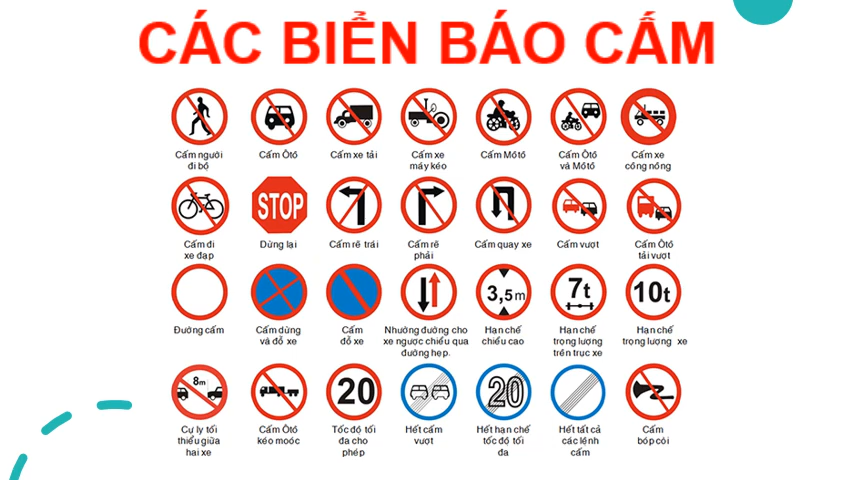 CÁC BIỂN BÁO CẤM
Cấm người
đi bộ
Cấm Ôtô
Cấm xe tải
Cấm xe
máy kéo
Cấm Môtô
Cấm Ôtô
và Môtô
Cấm xe
công nông
Cấm đi
xe đạp
STOP
Dừng lại
Cấm rẽ trái
Cấm rẽ
phải
Cấm quay xe
Cấm vượt
Cấm Ôtô
tải vượt
Đường cấm
Cấm dừng
và đỗ xe
Cấm
đỗ xe
Nhường đường cho
xe ngược chiều qua
đường hẹp.
3,5m
Hạn chế
chiều cao
7t
Hạn chế
trọng lượng
trên trục xe
10t
Hạn chế
trọng lượng xe
8m
Cự ly tối
thiểu giữa
hai xe
Cấm Ôtô
kéo moóc
20
Tốc độ tối
đa cho
phép
Hết cấm
vượt
20
Hết hạn chế
tốc độ tối
đa
Hết tất cả
các lệnh
cấm
Cấm
bóp còi